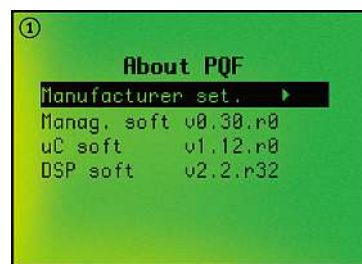 ①
About PQF
Manufacturer set. ▶
Manag. soft v0.30.r0
uC soft v1.12.r0
DSP soft v2.2.r32